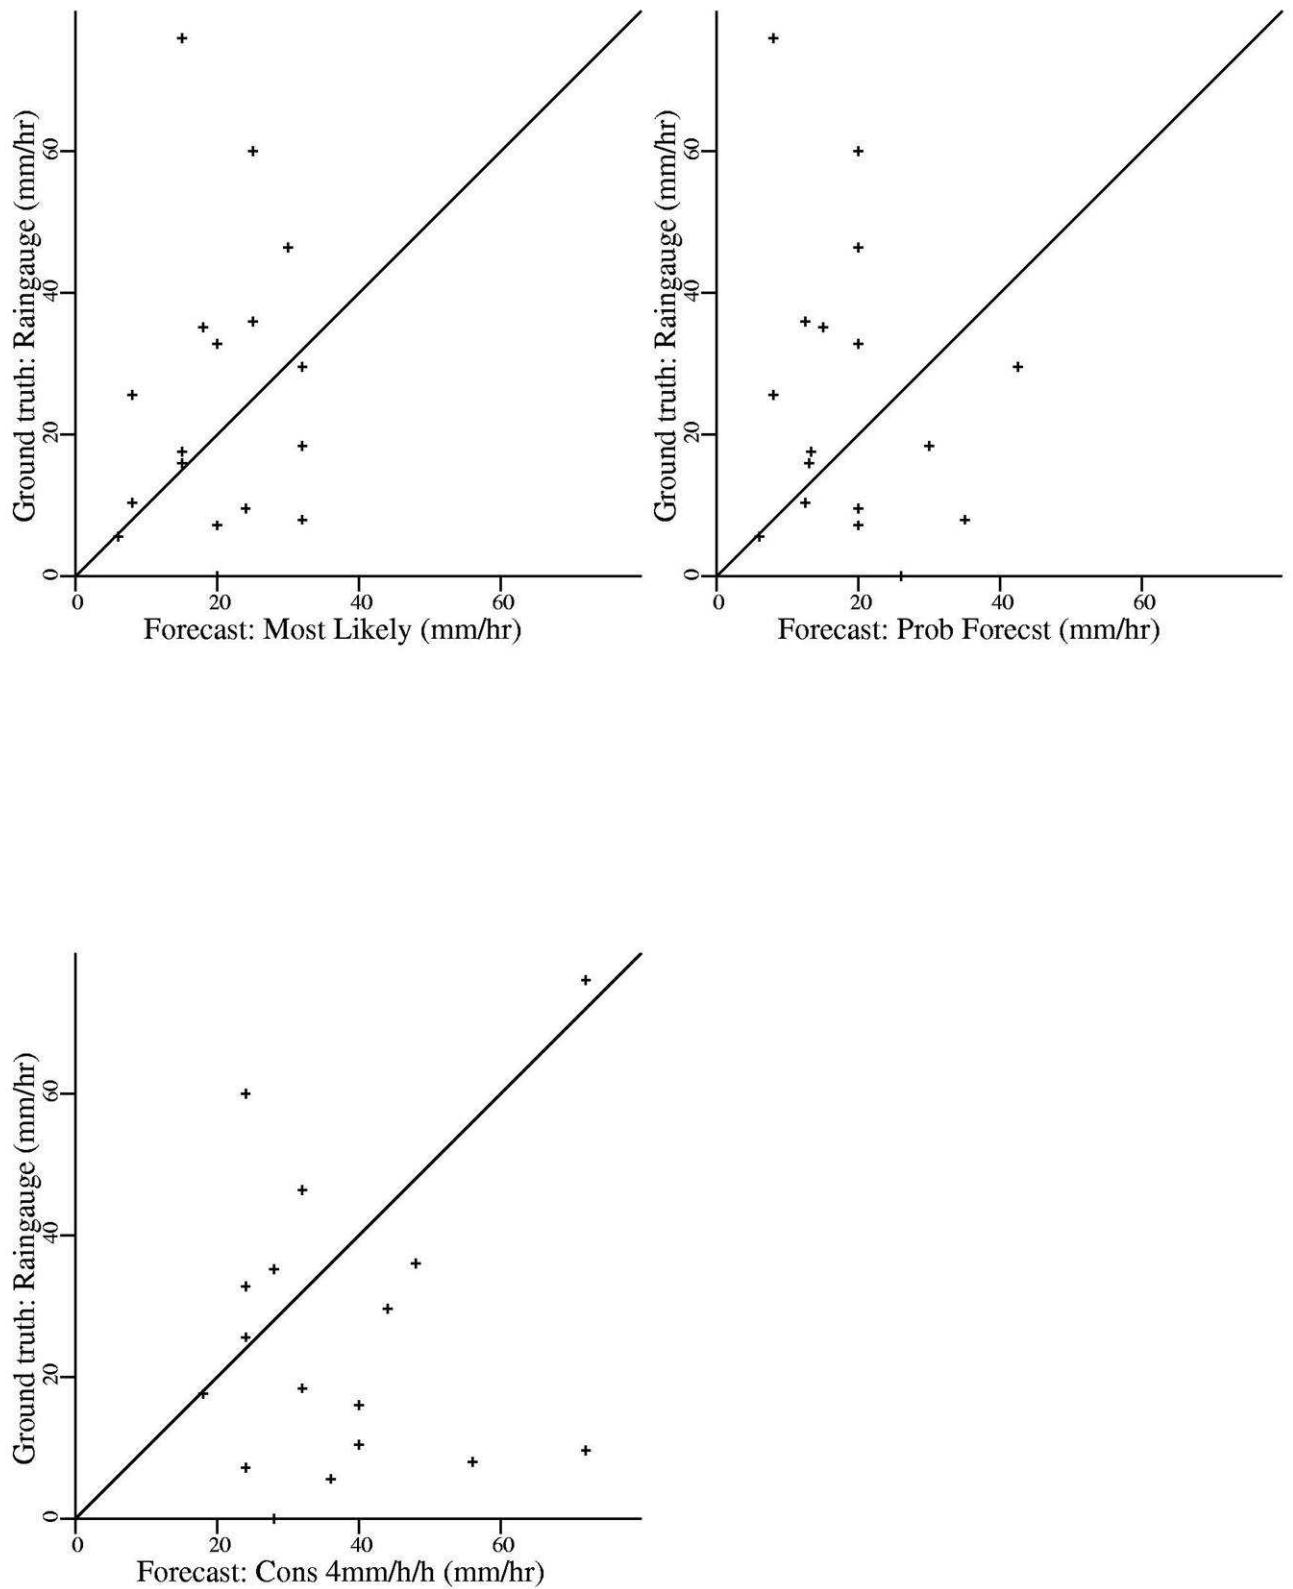 Ground truth: Raingauge (mm/hr)
60
40
20
0
0 20 40 60
Forecast: Most Likely (mm/hr)
Ground truth: Raingauge (mm/hr)
60
40
20
0
0 20 40 60
Forecast: Prob Forecst (mm/hr)
Ground truth: Raingauge (mm/hr)
60
40
20
0
0 20 40 60
Forecast: Cons 4mm/h/h (mm/hr)